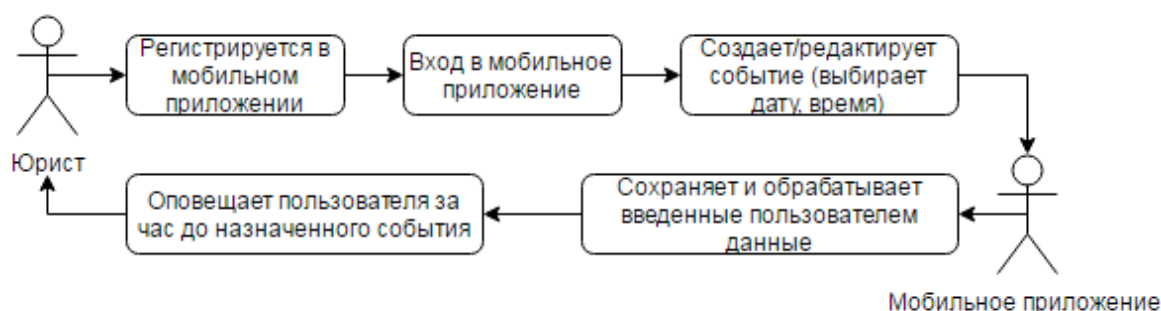 Регистрируется в
мобильном
приложении
Вход в мобильное
приложение
Создает/редактирует
событие (выбирает
дату, время)
Юрист
Оповещает пользователя за
час до назначенного события
Сохраняет и обрабатывает
введенные пользователем
данные
Мобильное приложение